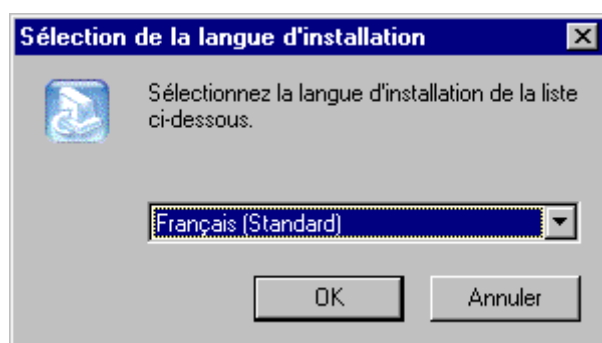 Sélection de la langue d'installation
Sélectionnez la langue d'installation de la liste
ci-dessous.
Français (Standard)
OK
Annuler